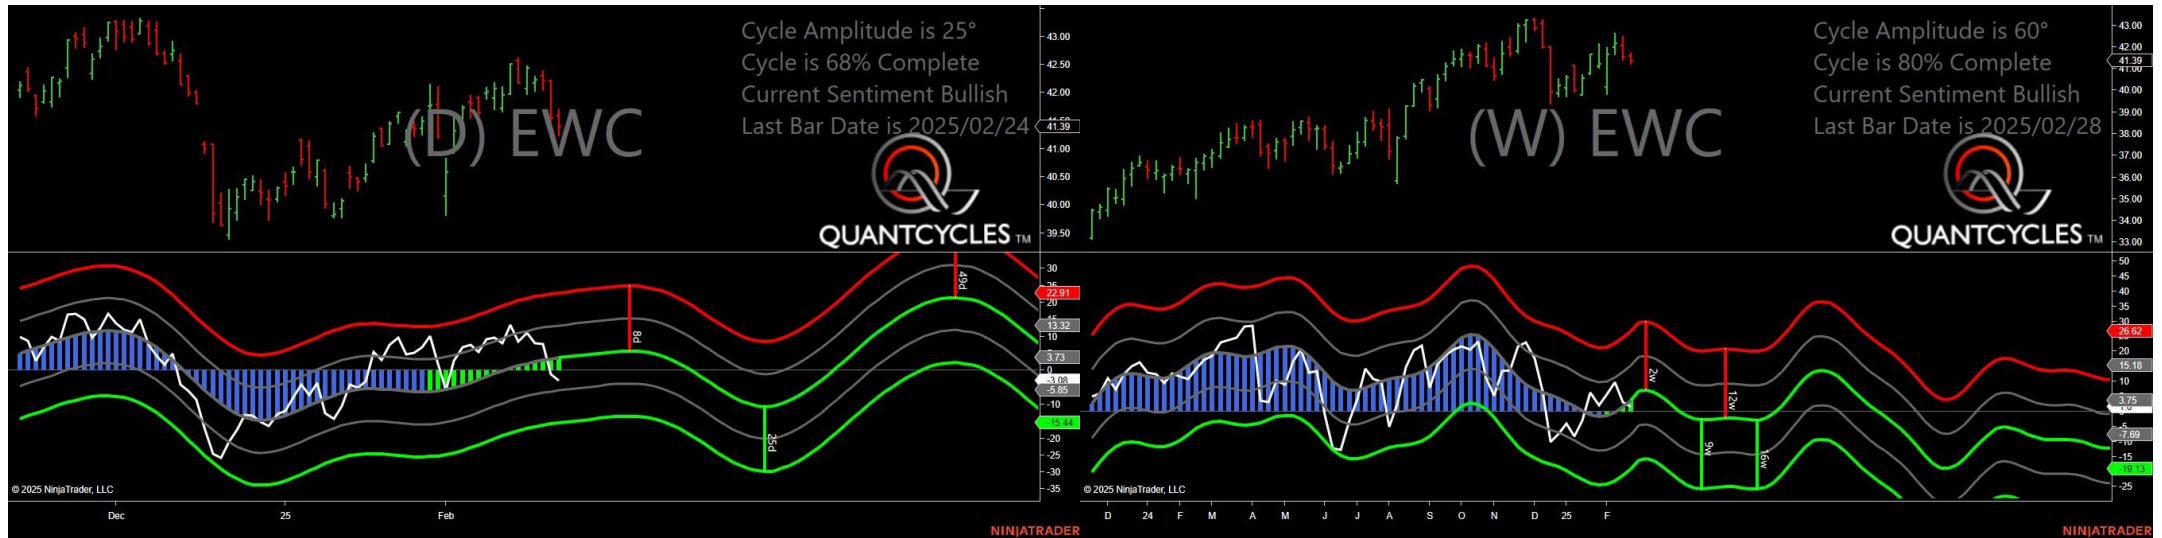 Cycle Amplitude is 25°
Cycle is 68% Complete
Current Sentiment Bullish
Last Bar Date is 2025/02/24
(D) EWC
QUANTCYCLES TM
43.00
42.50
42.00
41.39
41.00
40.50
40.00
39.50
30
22.91
20
15
13.32
10
3.73
0
-3.08
-5.85
-10
-15.44
-20
-25
-30
-35
8d
25d
49d
© 2025 NinjaTrader, LLC
Dec
25
Feb
NINJATRADER
Cycle Amplitude is 60°
Cycle is 80% Complete
Current Sentiment Bullish
Last Bar Date is 2025/02/28
(W) EWC
QUANTCYCLES TM
43.00
42.00
41.39
41.00
40.00
39.00
38.00
37.00
36.00
35.00
34.00
33.00
50
45
40
35
30
26.62
20
15.18
10
3.75
-7.69
-15
-19.13
-25
2w
12w
9w
16w
© 2025 NinjaTrader, LLC
D
24
F
M
A
M
J
J
A
S
O
N
D
25
F
NINJATRADER